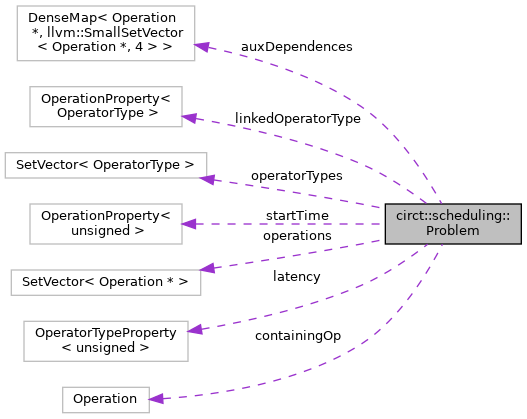 DenseMap< Operation
*, llvm::SmallSetVector
< Operation *, 4 > >
auxDependences
OperationProperty<
OperatorType >
linkedOperatorType
SetVector< OperatorType >
operatorTypes
OperationProperty<
unsigned >
startTime
circt::scheduling::
Problem
operations
SetVector< Operation * >
latency
OperatorTypeProperty
< unsigned >
containingOp
Operation